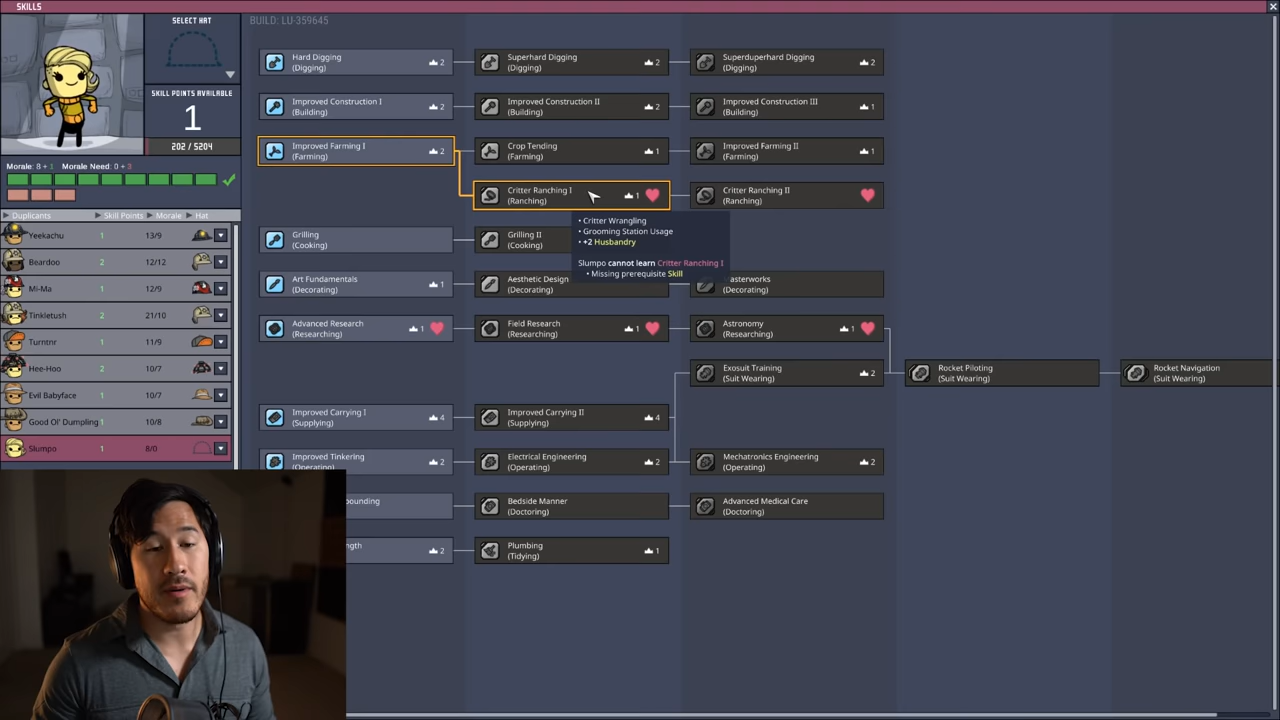 SKILLS
SELECT HAT
BUILD: LU-359645
SKILL POINTS AVAILABLE
1
202 / 5204
Morale: 8 + 1 Morale Need: 0 + 3
Duplicants Skill Points Morale Hat
Yeekachu 1 13/9
Beardoo 2 12/12
Mi-Ma 1 12/9
Tinkletush 2 21/10
Turntnr 1 11/9
Hee-Hoo 2 10/7
Evil Babyface 1 10/7
Good Ol' Dumpling 1 10/8
Slumpo 1 8/0
Hard Digging (Digging) 2
Superhard Digging (Digging) 2
Superduperhard Digging (Digging) 2
Improved Construction I (Building) 2
Improved Construction II (Building) 2
Improved Construction III (Building) 1
Improved Farming I (Farming) 2
Crop Tending (Farming) 1
Improved Farming II (Farming) 1
Critter Ranching I (Ranching) 1
Critter Ranching II (Ranching)
• Critter Wrangling
• Grooming Station Usage
• +2 Husbandry
Slumpo cannot learn Critter Ranching I
• Missing prerequisite Skill
Grilling (Cooking)
Grilling II (Cooking)
Art Fundamentals (Decorating) 1
Aesthetic Design (Decorating)
asterworks (Decorating)
Advanced Research (Researching) 1
Field Research (Researching) 1
Astronomy (Researching) 1
Exosuit Training (Suit Wearing) 2
Rocket Piloting (Suit Wearing)
Rocket Navigation (Suit Wearing)
Improved Carrying I (Supplying) 4
Improved Carrying II (Supplying) 4
Improved Tinkering (Operating) 2
Electrical Engineering (Operating) 2
Mechatronics Engineering (Operating) 2
ounding
Bedside Manner (Doctoring)
Advanced Medical Care (Doctoring)
ngth 2
Plumbing (Tidying) 1